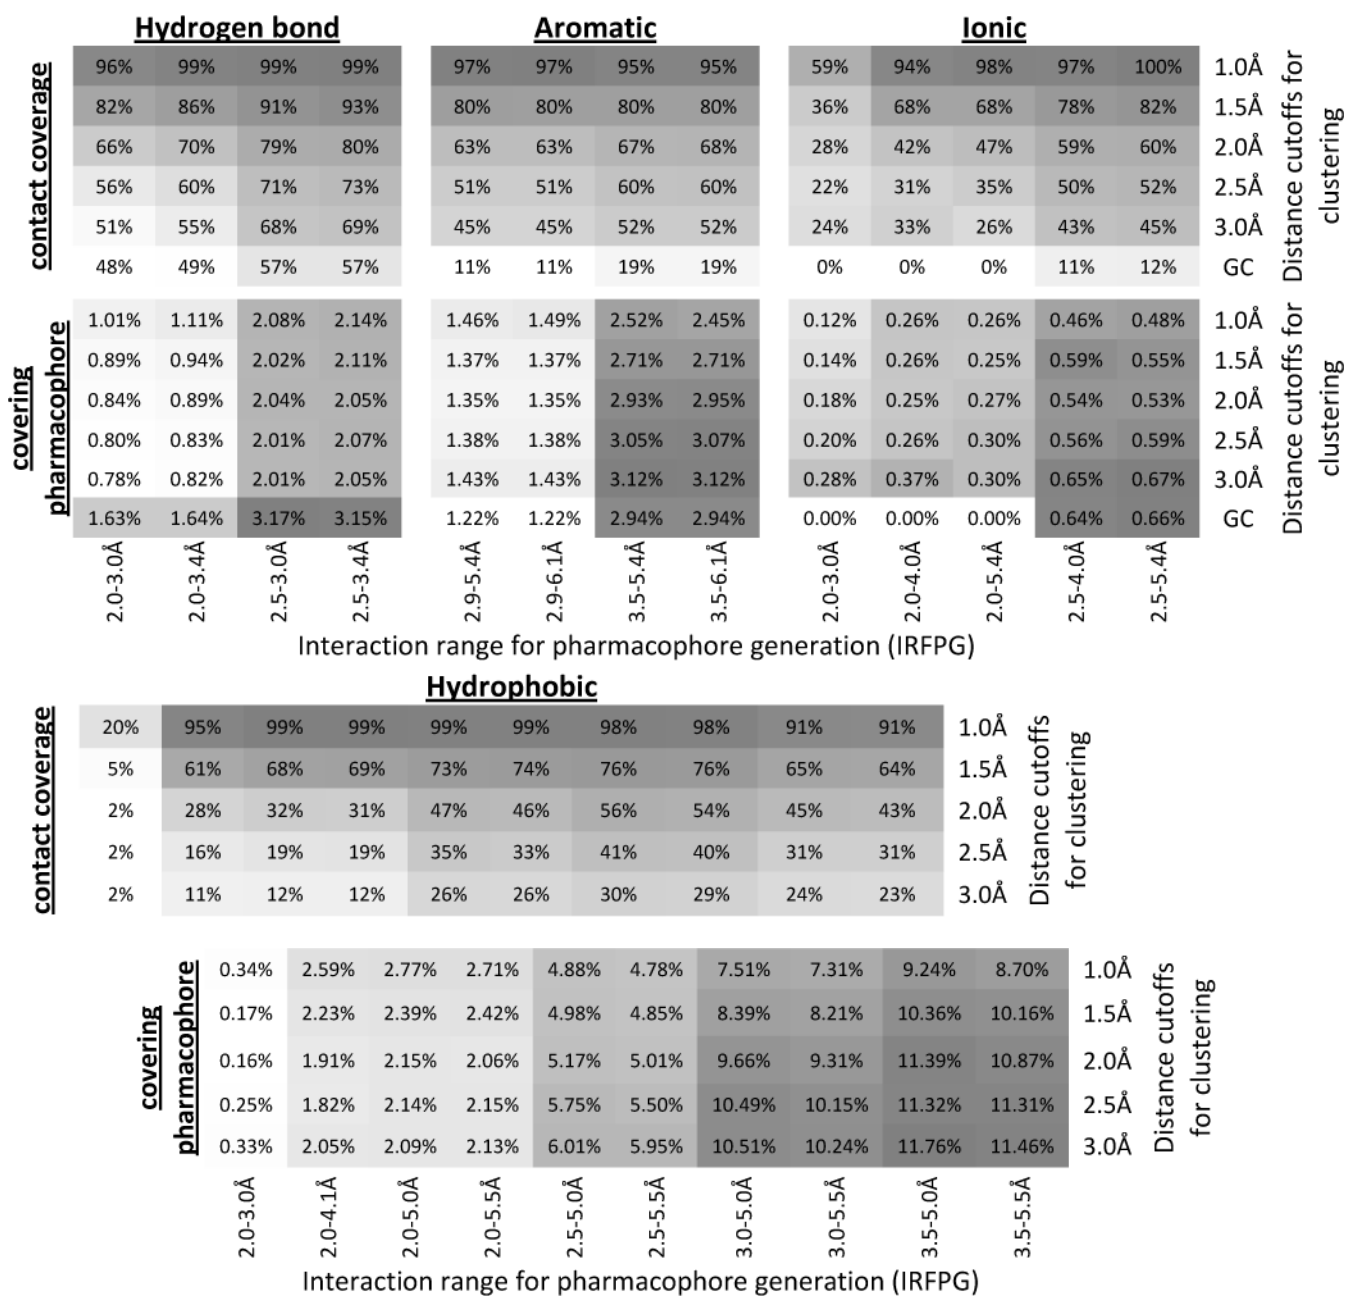 Hydrogen bond Aromatic Ionic
contact coverage
96% 99% 99% 99% 97% 97% 95% 95% 59% 94% 98% 97% 100% 1.0Å
82% 86% 91% 93% 80% 80% 80% 80% 36% 68% 68% 78% 82% 1.5Å
66% 70% 79% 80% 63% 63% 67% 68% 28% 42% 47% 59% 60% 2.0Å
56% 60% 71% 73% 51% 51% 60% 60% 22% 31% 35% 50% 52% 2.5Å
51% 55% 68% 69% 45% 45% 52% 52% 24% 33% 26% 43% 45% 3.0Å
48% 49% 57% 57% 11% 11% 19% 19% 0% 0% 0% 11% 12% GC
Distance cutoffs for
clustering
covering
pharmacophore
1.01% 1.11% 2.08% 2.14% 1.46% 1.49% 2.52% 2.45% 0.12% 0.26% 0.26% 0.46% 0.48% 1.0Å
0.89% 0.94% 2.02% 2.11% 1.37% 1.37% 2.71% 2.71% 0.14% 0.26% 0.25% 0.59% 0.55% 1.5Å
0.84% 0.89% 2.04% 2.05% 1.35% 1.35% 2.93% 2.95% 0.18% 0.25% 0.27% 0.54% 0.53% 2.0Å
0.80% 0.83% 2.01% 2.07% 1.38% 1.38% 3.05% 3.07% 0.20% 0.26% 0.30% 0.56% 0.59% 2.5Å
0.78% 0.82% 2.01% 2.05% 1.43% 1.43% 3.12% 3.12% 0.28% 0.37% 0.30% 0.65% 0.67% 3.0Å
1.63% 1.64% 3.17% 3.15% 1.22% 1.22% 2.94% 2.94% 0.00% 0.00% 0.00% 0.64% 0.66% GC
Distance cutoffs for
clustering
2.0-3.0Å 2.0-3.4Å 2.5-3.0Å 2.5-3.4Å 2.9-5.4Å 2.9-6.1Å 3.5-5.4Å 3.5-6.1Å 2.0-3.0Å 2.0-4.0Å 2.0-5.4Å 2.5-4.0Å 2.5-5.4Å
Interaction range for pharmacophore generation (IRFPG)
Hydrophobic
contact coverage
20% 95% 99% 99% 99% 99% 98% 98% 91% 91% 1.0Å
5% 61% 68% 69% 73% 74% 76% 76% 65% 64% 1.5Å
2% 28% 32% 31% 47% 46% 56% 54% 45% 43% 2.0Å
2% 16% 19% 19% 35% 33% 41% 40% 31% 31% 2.5Å
2% 11% 12% 12% 26% 26% 30% 29% 24% 23% 3.0Å
Distance cutoffs
for clustering
covering
pharmacophore
0.34% 2.59% 2.77% 2.71% 4.88% 4.78% 7.51% 7.31% 9.24% 8.70% 1.0Å
0.17% 2.23% 2.39% 2.42% 4.98% 4.85% 8.39% 8.21% 10.36% 10.16% 1.5Å
0.16% 1.91% 2.15% 2.06% 5.17% 5.01% 9.66% 9.31% 11.39% 10.87% 2.0Å
0.25% 1.82% 2.14% 2.15% 5.75% 5.50% 10.49% 10.15% 11.32% 11.31% 2.5Å
0.33% 2.05% 2.09% 2.13% 6.01% 5.95% 10.51% 10.24% 11.76% 11.46% 3.0Å
Distance cutoffs
for clustering
2.0-3.0Å 2.0-4.1Å 2.0-5.0Å 2.0-5.5Å 2.5-5.0Å 2.5-5.5Å 3.0-5.0Å 3.0-5.5Å 3.5-5.0Å 3.5-5.5Å
Interaction range for pharmacophore generation (IRFPG)